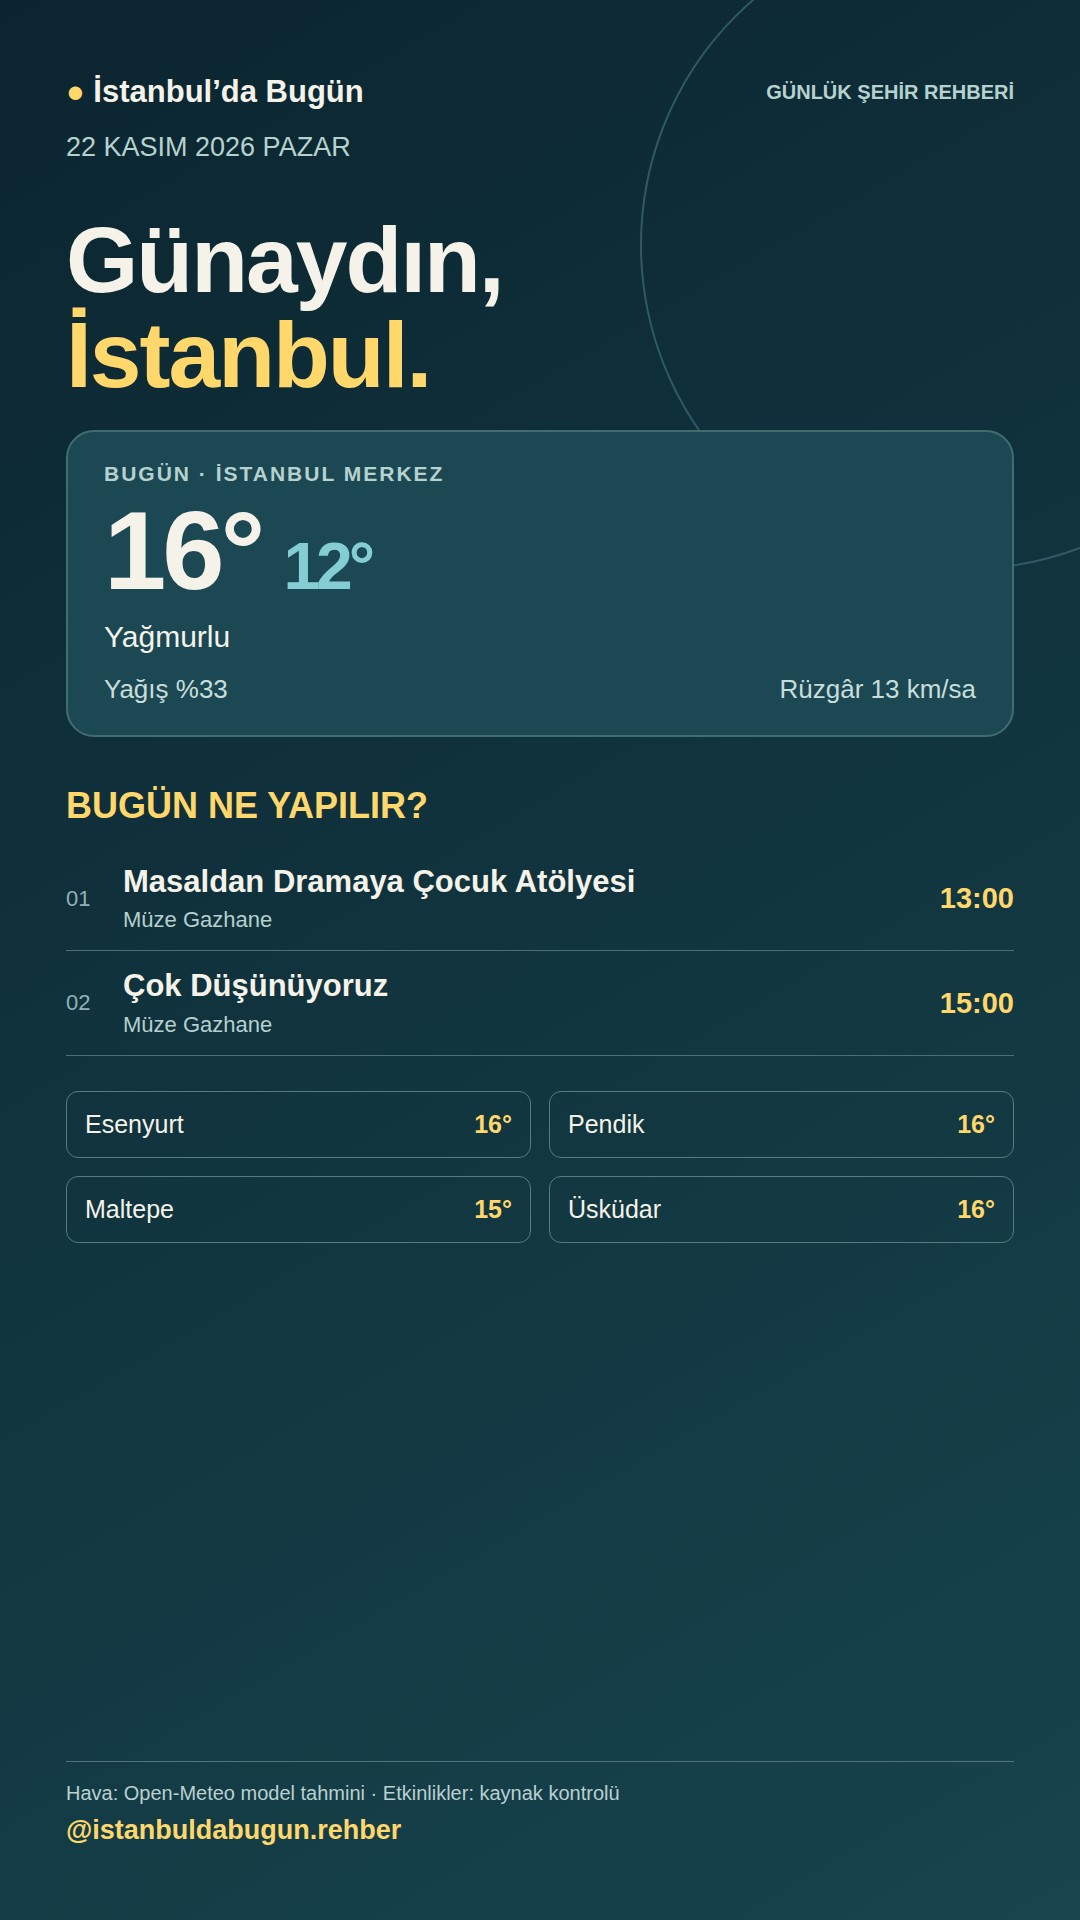 ● İstanbul’da Bugün
GÜNLÜK ŞEHİR REHBERİ
22 KASIM 2026 PAZAR
Günaydın,
İstanbul.
BUGÜN · İSTANBUL MERKEZ
16° 12°
Yağmurlu
Yağış %33
Rüzgâr 13 km/sa
BUGÜN NE YAPILIR?
01 Masaldan Dramaya Çocuk Atölyesi 13:00
Müze Gazhane
02 Çok Düşünüyoruz 15:00
Müze Gazhane
Esenyurt 16°
Pendik 16°
Maltepe 15°
Üsküdar 16°
Hava: Open-Meteo model tahmini · Etkinlikler: kaynak kontrolü
@istanbuldabugun.rehber